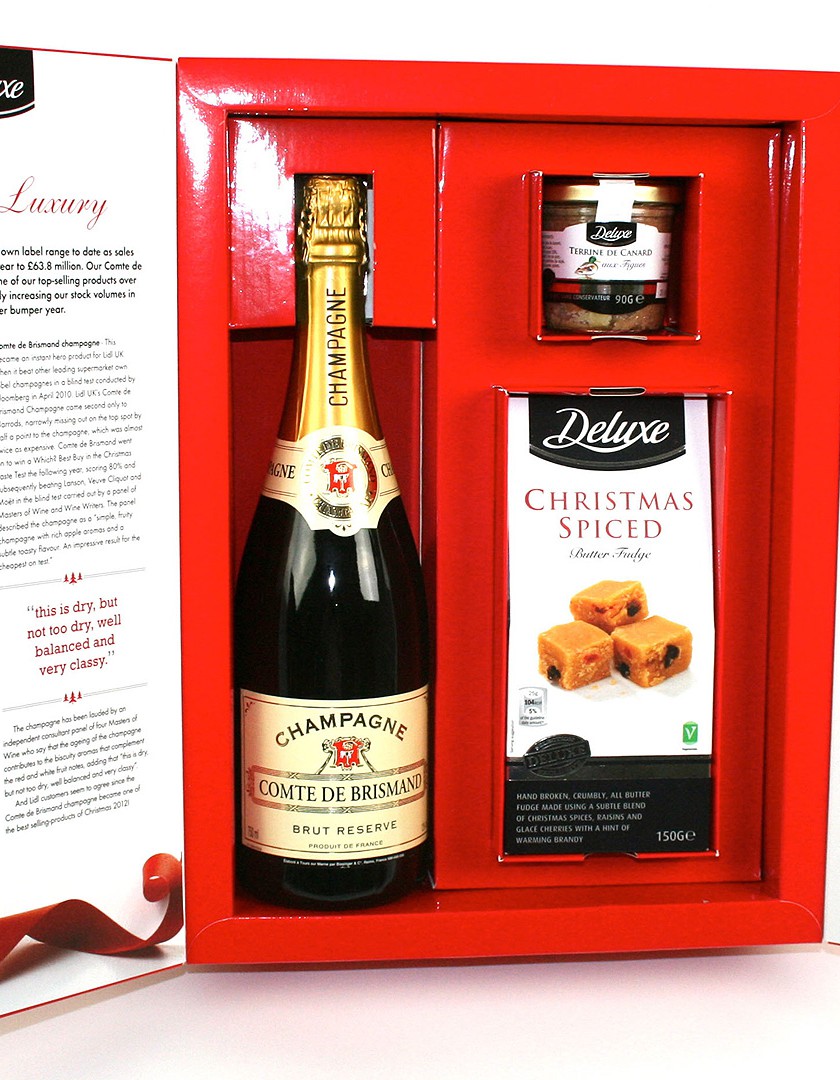 xe
Luxury
own label range to date as sales
ear to £63.8 million. Our Comte de
ne of our top-selling products over
ly increasing our stock volumes in
er bumper year.
omte de Brismand champagne - This
ecame an instant hero product for Lidl UK
hen it beat other leading supermarket own
abel champagnes in a blind test conducted by
loomberg in April 2010. Lidl UK's Comte de
rismand Champagne came second only to
arrods, narrowly missing out on the top spot by
alf a point to the champagne, which was almost
wice as expensive. Comte de Brismand went
n to win a Which? Best Buy in the Christmas
aste Test the following year, scoring 80% and
ubsequently beating Lanson, Veuve Cliquot and
Moët in the blind test carried out by a panel of
Masters of Wine and Wine Writers. The panel
described the champagne as a "simple, fruity
champagne with rich apple aromas and a
subtle toasty flavour. An impressive result for the
cheapest on test."
"this is dry, but
not too dry, well
balanced and
very classy."
The champagne has been lauded by an
independent consultant panel of four Masters of
Wine who say that the ageing of the champagne
contributes to the biscuity aromas that complement
the red and white fruit notes, adding that "this is dry,
but not too dry, well balanced and very classy".
And Lidl customers seem to agree since the
Comte de Brismand champagne became one of
the best selling-products of Christmas 2012!
CHAMPAGNE
AGNE
CH
CHAMPAGNE
COMTE DE BRISMAND
BRUT RESERVE
PRODUIT DE FRANCE
750ml
Deluxe
TERRINE DE CANARD
aux Figues
CONSERVATEUR 90G℮
Deluxe
CHRISTMAS
SPICED
Butter Fudge
25g
104kcal
5%
V
DELUXE
HAND BROKEN, CRUMBLY, ALL BUTTER
FUDGE MADE USING A SUBTLE BLEND
OF CHRISTMAS SPICES, RAISINS AND
GLACÉ CHERRIES WITH A HINT OF
WARMING BRANDY
150G℮